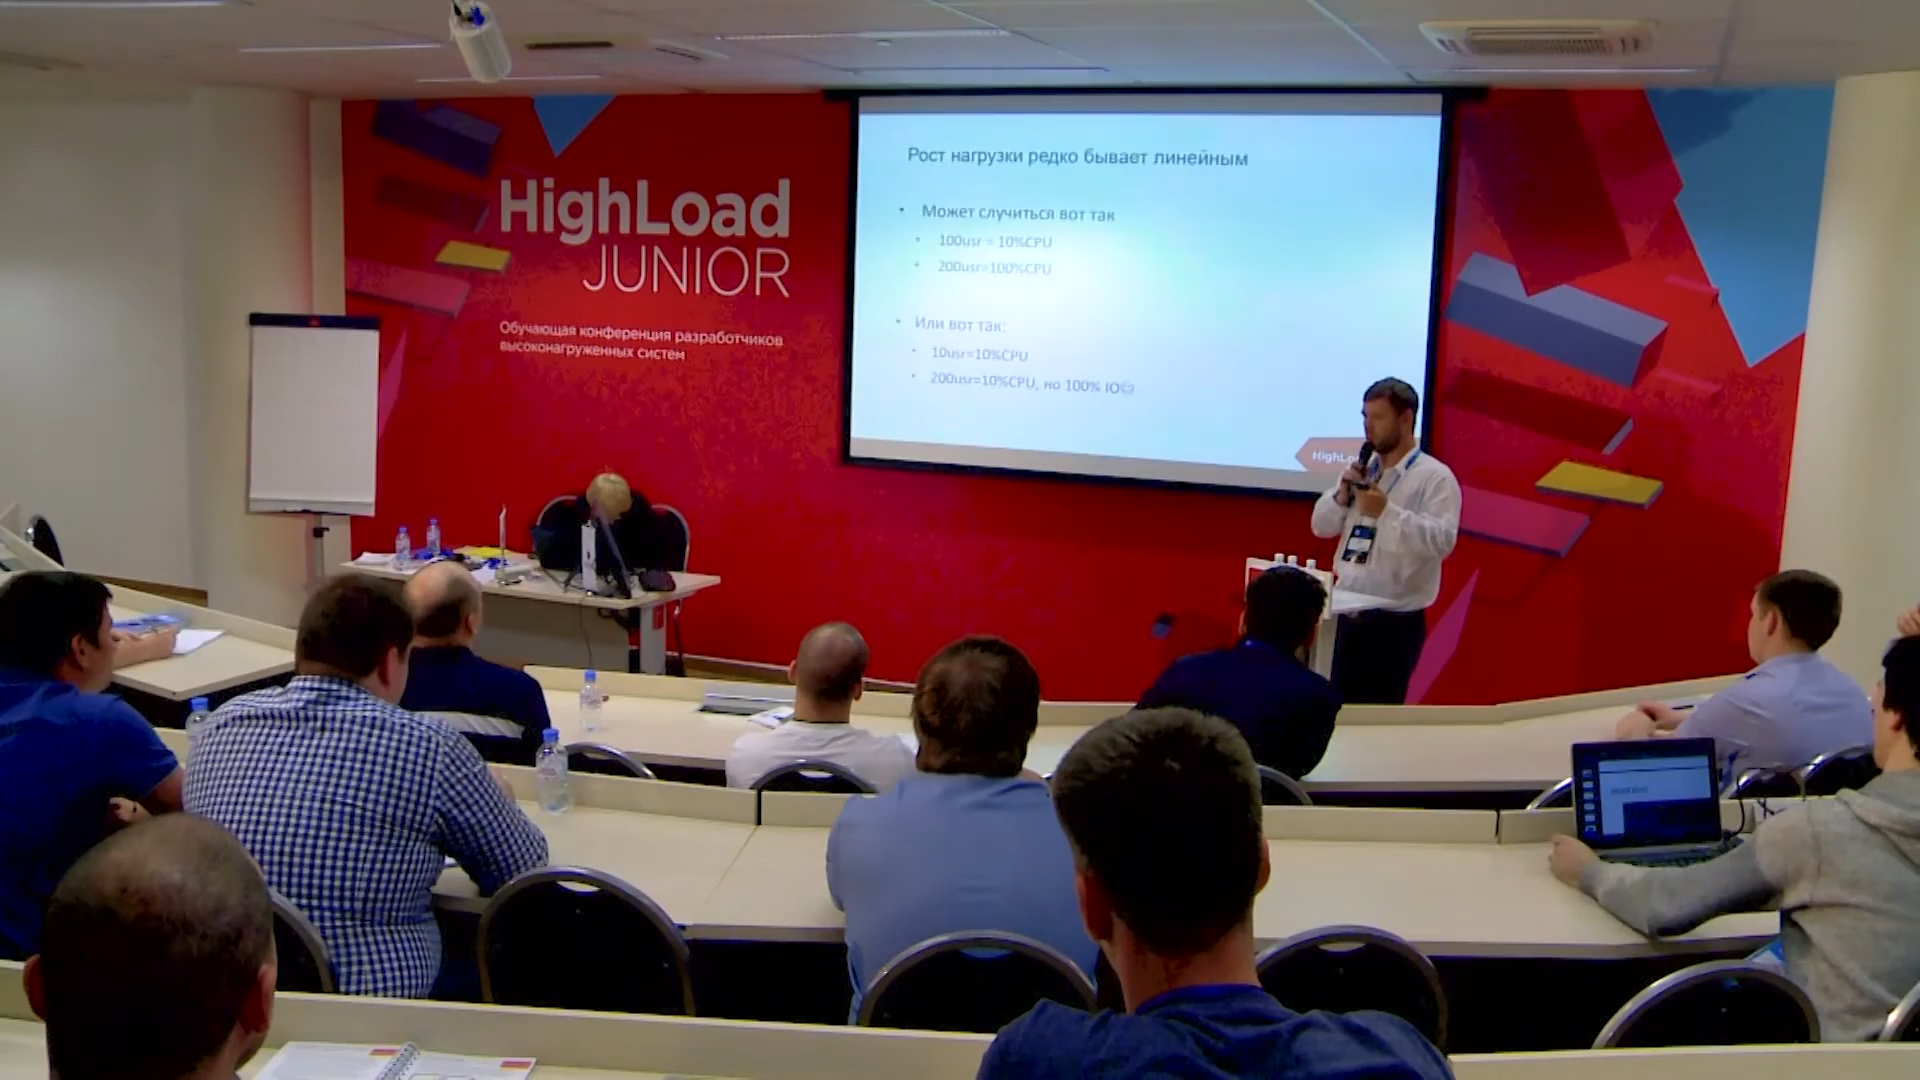 HighLoad
JUNIOR
Обучающая конференция разработчиков
высоконагруженных систем
Рост нагрузки редко бывает линейным
• Может случиться вот так
• 100usr = 10%CPU
• 200usr=100%CPU
• Или вот так:
• 10usr=10%CPU
• 200usr=10%CPU, но 100% IO☺